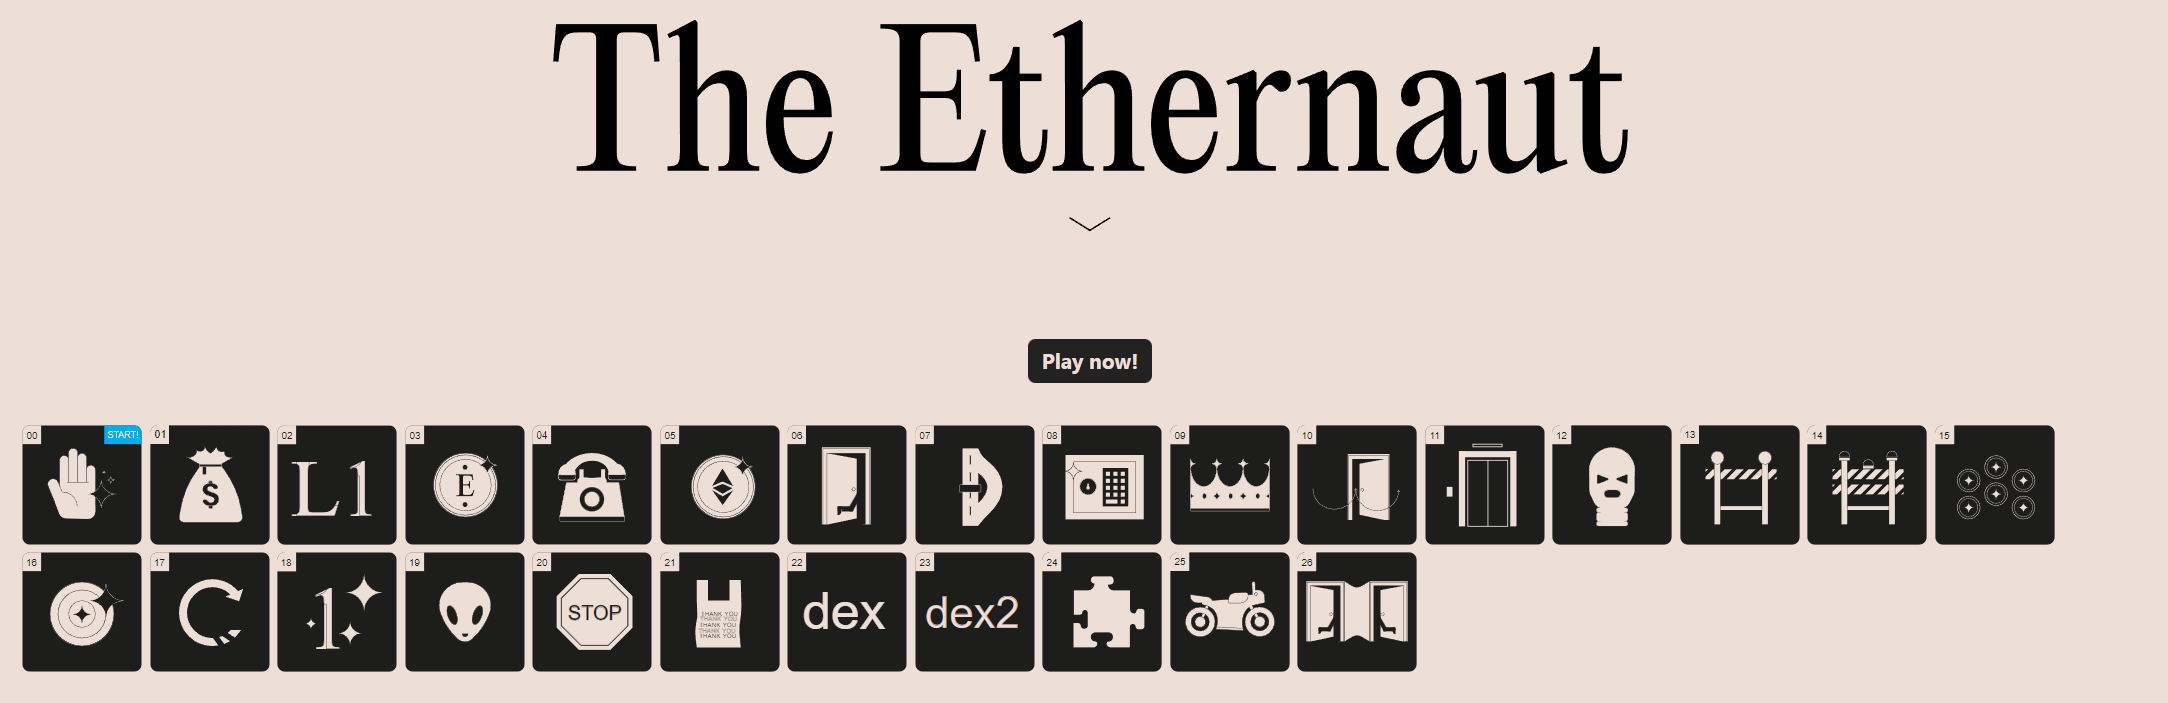 The Ethernaut
Play now!
00 START! 01 02 03 04 05 06 07 08 09 10 11 12 13 14 15
$ L1 E
16 17 18 19 20 21 22 23 24 25 26
1 STOP dex dex2
THANK YOU
THANK YOU
THANK YOU
THANK YOU
THANK YOU